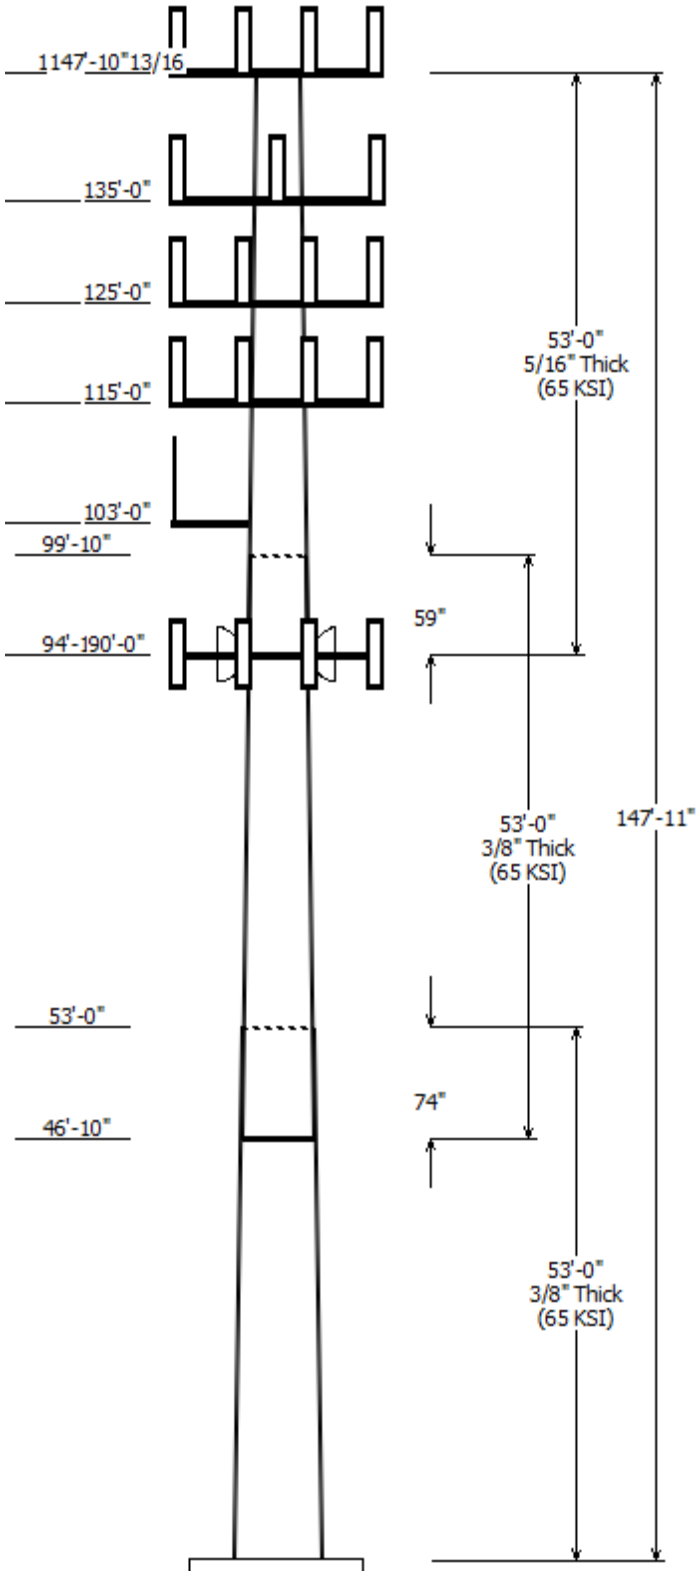 1147'-10"13/16
135'-0"
125'-0"
53'-0"
5/16" Thick
(65 KSI)
115'-0"
103'-0"
99'-10"
59"
94'-190'-0"
53'-0"
3/8" Thick
(65 KSI)
147'-11"
53'-0"
74"
46'-10"
53'-0"
3/8" Thick
(65 KSI)